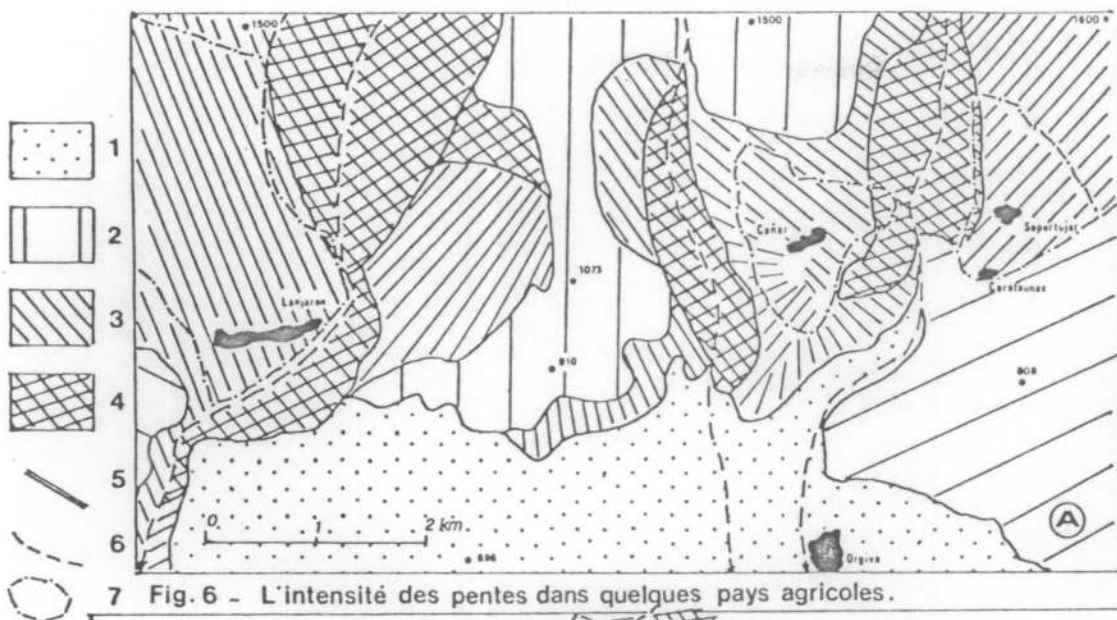 1500
1500
1600
1
2
3
4
5
6
7
Cañar
Soportujar
Carataunas
1073
Lanjaron
910
808
0 1 2 km.
A
896
Orgiva
Fig. 6 - L'intensité des pentes dans quelques pays agricoles.